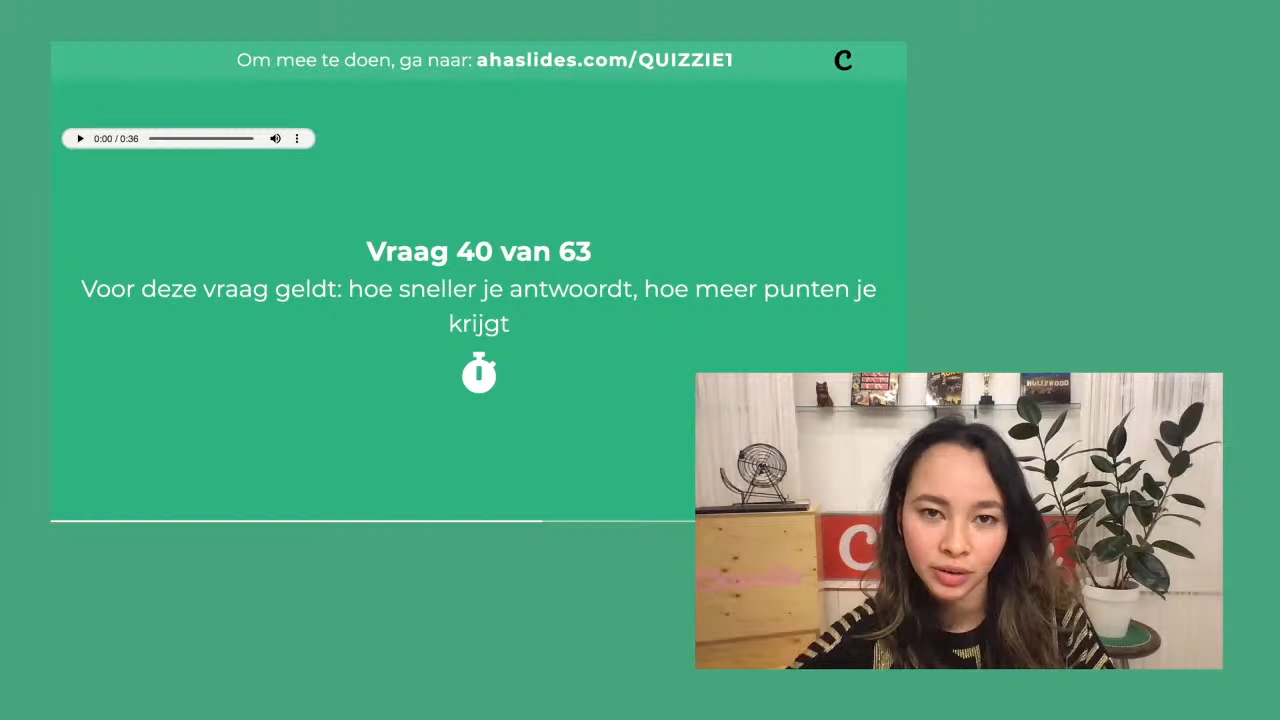 Om mee te doen, ga naar: ahaslides.com/QUIZZIE1
C
0:00 / 0:36
Vraag 40 van 63
Voor deze vraag geldt: hoe sneller je antwoordt, hoe meer punten je
krijgt
HOLLYWOOD
C